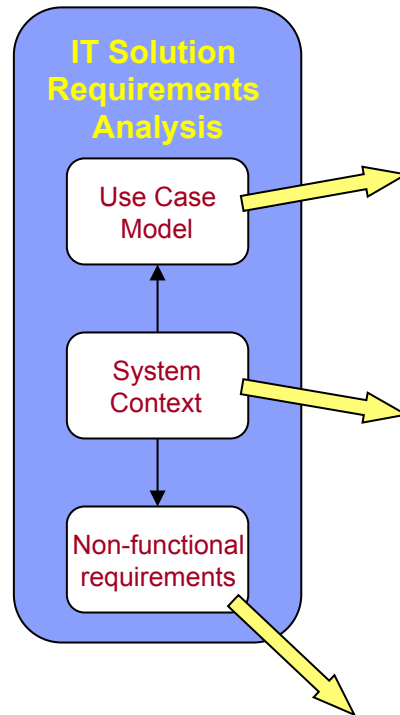 IT Solution
Requirements
Analysis
Use Case
Model
System
Context
Non-functional
requirements